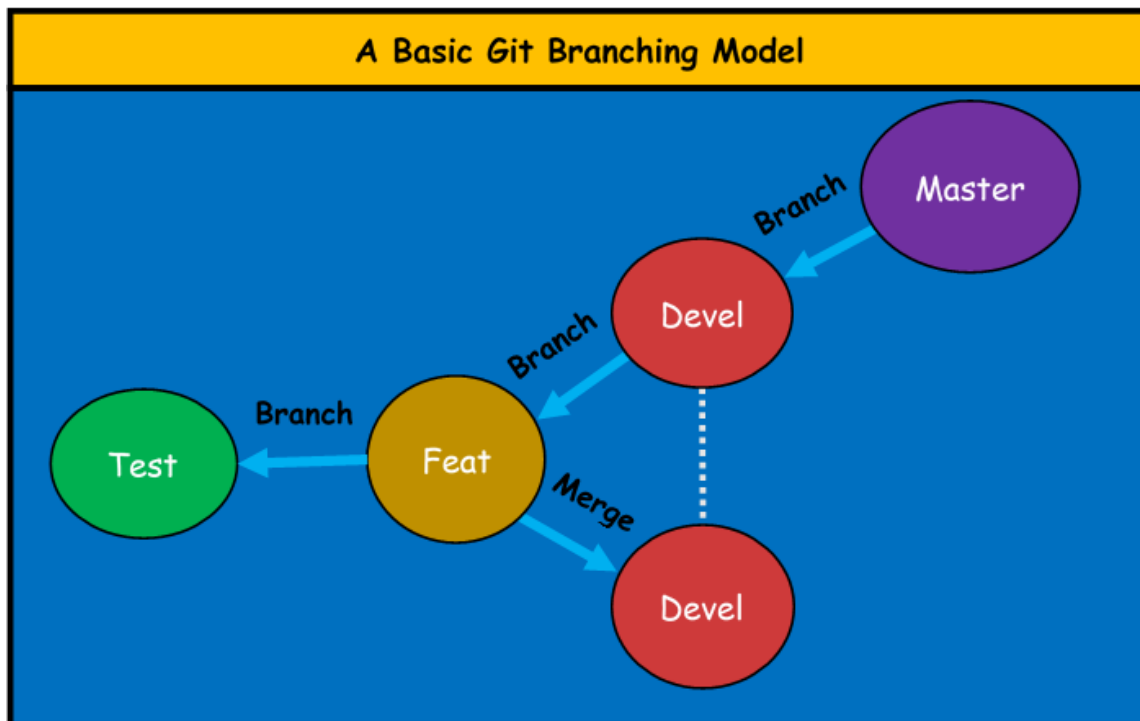 A Basic Git Branching Model
Master
Branch
Devel
Branch
Branch
Test
Feat
Merge
Devel